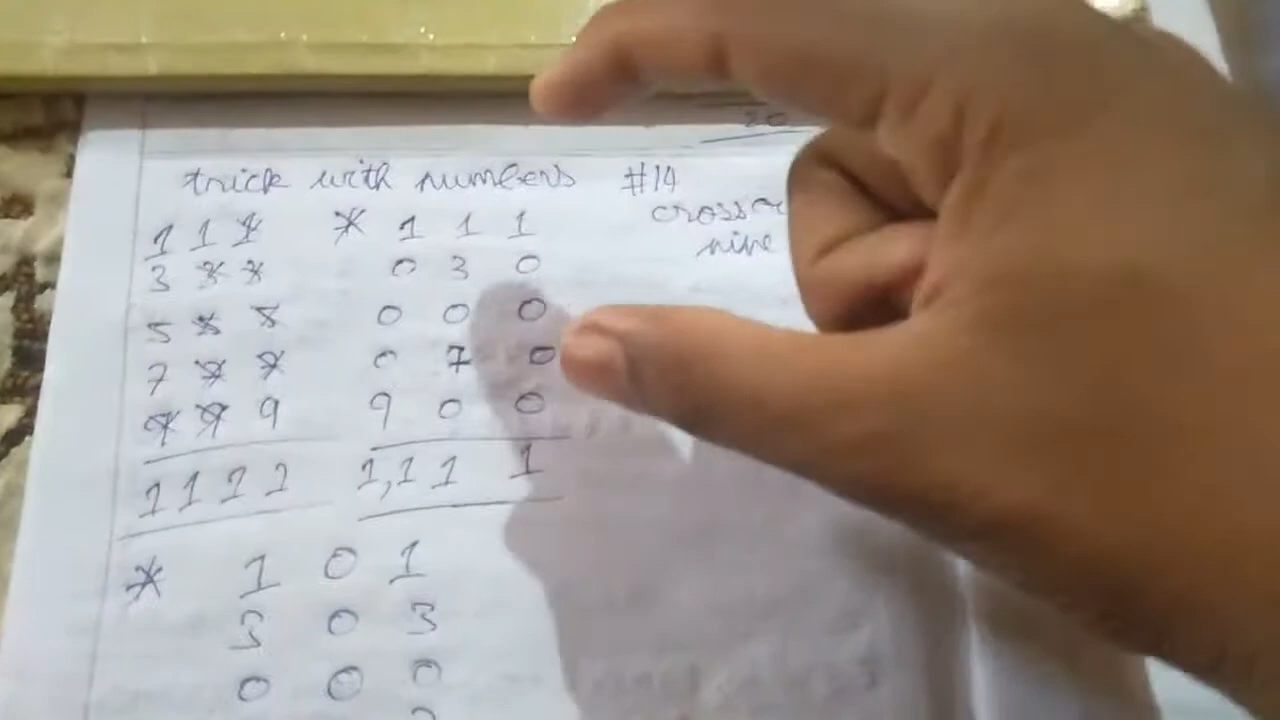 20
trick with numbers #14
cross
nine
1 1 1 * 1 1 1
3 3 3 0 3 0
5 5 5 0 0 0
7 7 7 0 7 0
9 9 9 9 0 0
1 1 1 1 1,1 1 1
* 1 0 1
3 0 3
0 0 0